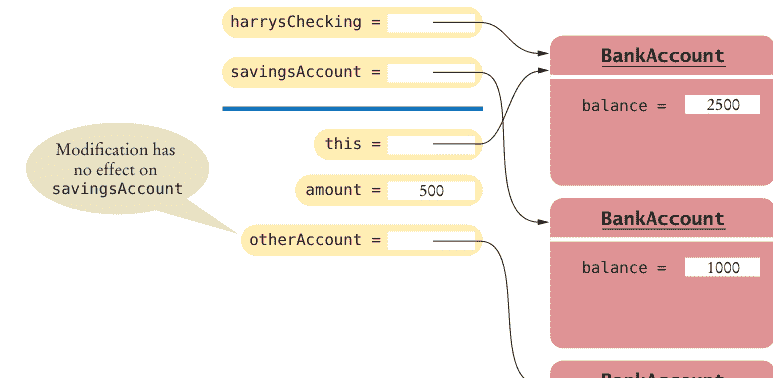 harrysChecking =
savingsAccount =
BankAccount
balance = 2500
this =
Modification has
no effect on
savingsAccount
amount = 500
BankAccount
otherAccount =
balance = 1000